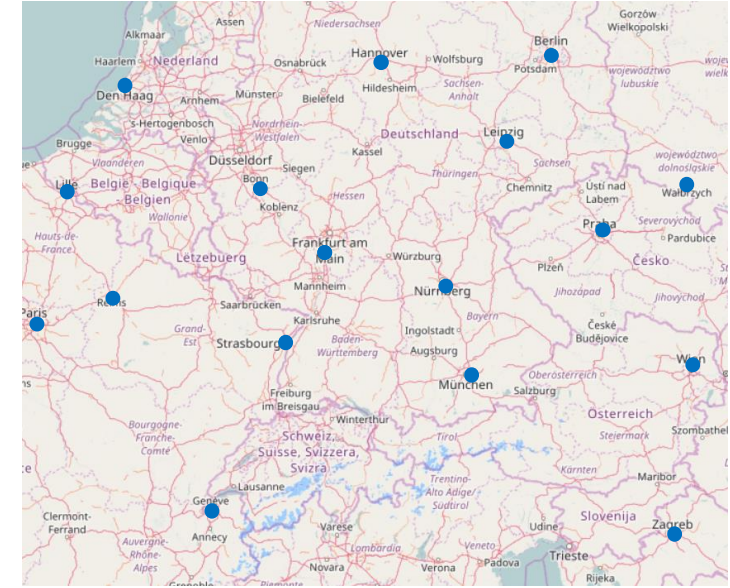 Assen
Niedersachsen
Gorzów
Wielkopolski
Alkmaar
Berlin
Haarlem
Nederland
Osnabrück
Hannover
Wolfsburg
Potsdam
województwo
lubuskie
Den Haag
Arnhem
Münster
Bielefeld
Hildesheim
Sachsen-
Anhalt
's-Hertogenbosch
Nordrhein-
Westfalen
Deutschland
Leipzig
Brugge
Venlo
Kassel
Vlaanderen
Düsseldorf
Siegen
Thüringen
Sachsen
województwo
dolnośląskie
Lille
België - Belgique
- Belgien
Bonn
Koblenz
Hessen
Chemnitz
Ústí nad
Labem
Wałbrzych
Wallonie
Praha
Severovýchod
Pardubice
Hauts-de-
France
Lëtzebuerg
Frankfurt am
Main
Würzburg
Plzeň
Česko
Mannheim
Nürnberg
Jihozápad
Jihovýchod
Reims
Saarbrücken
Paris
Karlsruhe
Bayern
České
Budějovice
Grand-
Est
Strasbourg
Baden-
Württemberg
Ingolstadt
Augsburg
Wien
München
Oberösterreich
Salzburg
Freiburg
im Breisgau
Österreich
Bourgogne-
Franche-
Comté
Winterthur
Schweiz,
Suisse, Svizzera,
Svizra
Tirol
Steiermark
Szombathel
Kärnten
Lausanne
Trentino-
Alto Adige/
Südtirol
Maribor
Genève
Slovenija
Clermont-
Ferrand
Annecy
Varese
Udine
Zagreb
Auvergne-
Rhône-
Alpes
Lombardia
Veneto
Padova
Trieste
Novara
Verona
Rijeka
Grenoble
Piemonte